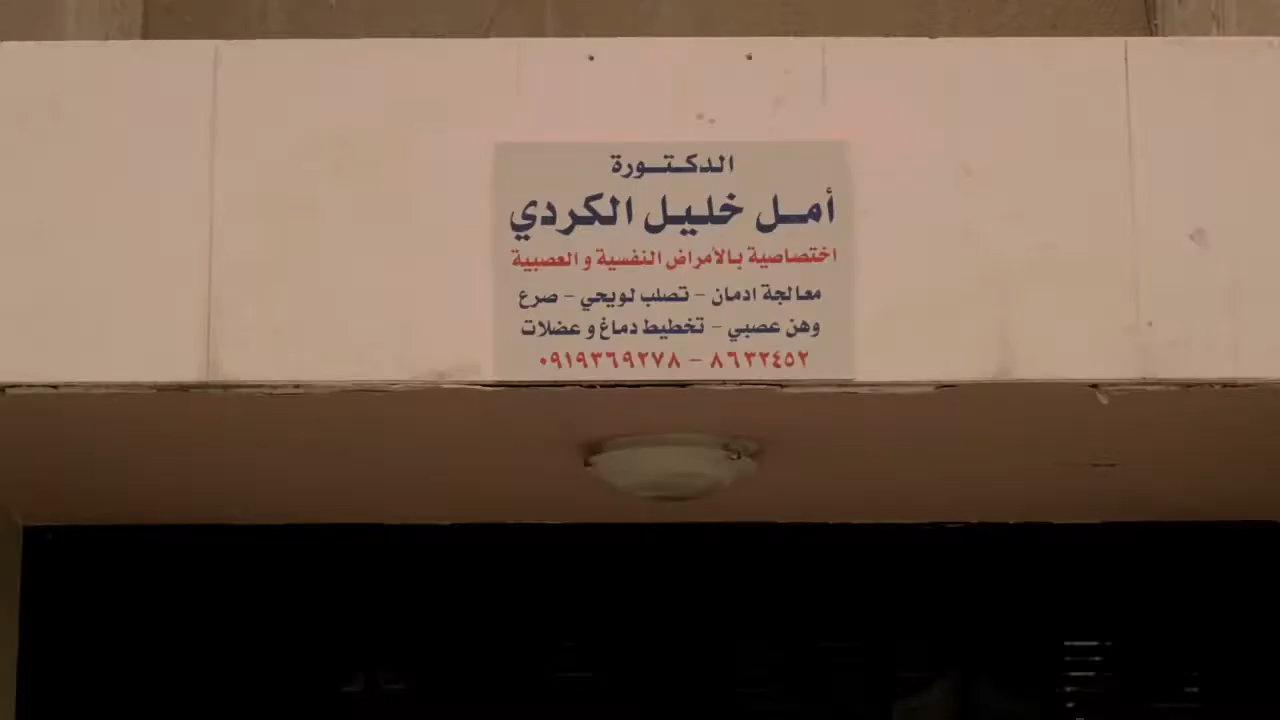 الدكتورة
أمل خليل الكردي
اختصاصية بالأمراض النفسية و العصبية
معالجة ادمان - تصلب لويحي - صرع
وهن عصبي - تخطيط دماغ و عضلات
٨٦٣٢٤٥٢ - ٠٩١٩٣٦٩٢٧٨